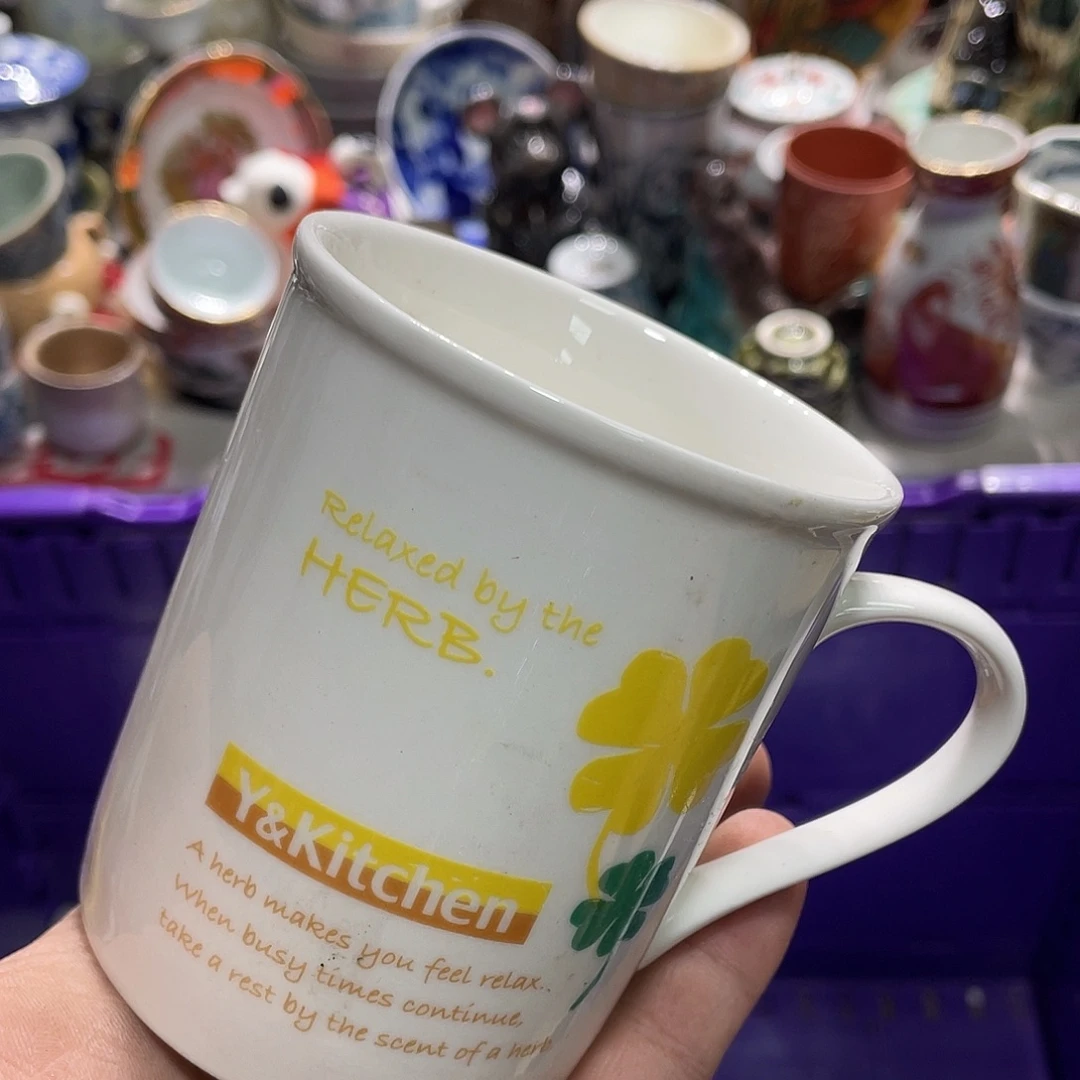 Relaxed by the
HERB.
Y&Kitchen
A herb makes you feel relax..
When busy times continue,
take a rest by the scent of a herb